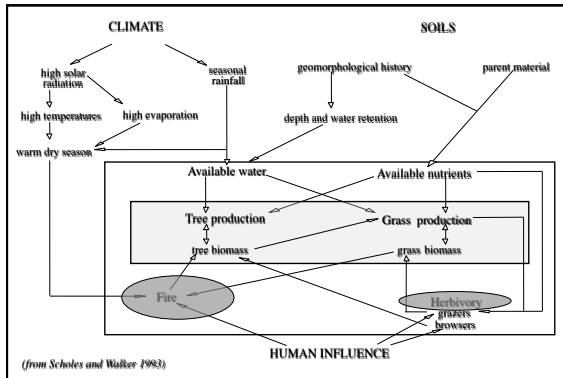 CLIMATE
SOILS
high solar
radiation
seasonal
rainfall
geomorphological history
parent material
high temperatures
high evaporation
depth and water retention
warm dry season
Available water
Available nutrients
Tree production
Grass production
tree biomass
grass biomass
Fire
Herbivory
grazers
browsers
HUMAN INFLUENCE
(from Scholes and Walker 1993)